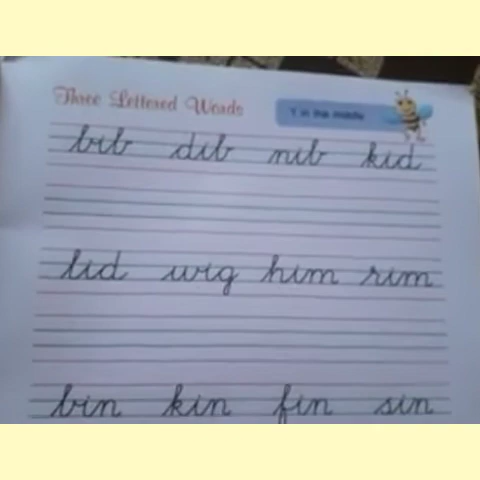 Three Lettered Words
'i' in the middle
bib dib nib kid
lid wig him rim
bin kin fin sin